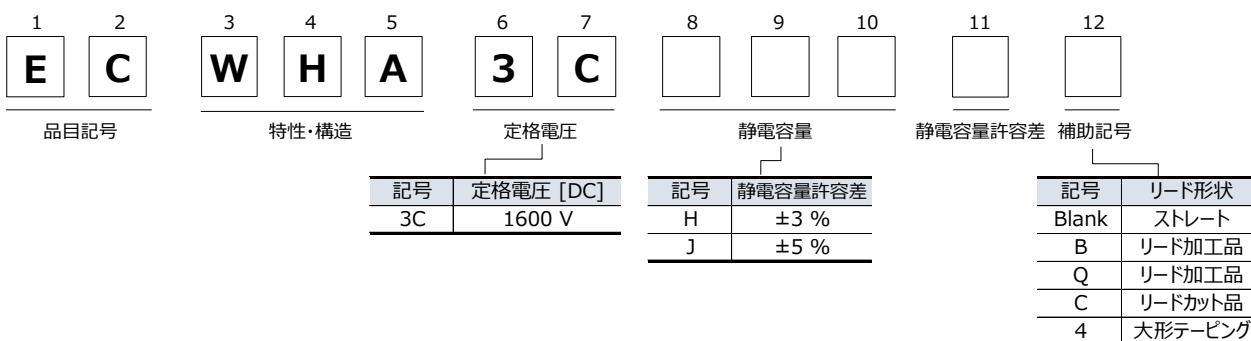 1 2 3 4 5 6 7 8 9 10 11 12
E C W H A 3 C
品目記号 特性・構造 定格電圧 静電容量 静電容量許容差 補助記号
記号 定格電圧 [DC] 記号 静電容量許容差 記号 リード形状
3C 1600 V H ±3 % Blank ストレート
J ±5 % B リード加工品
Q リード加工品
C リードカット品
4 大形テーピング